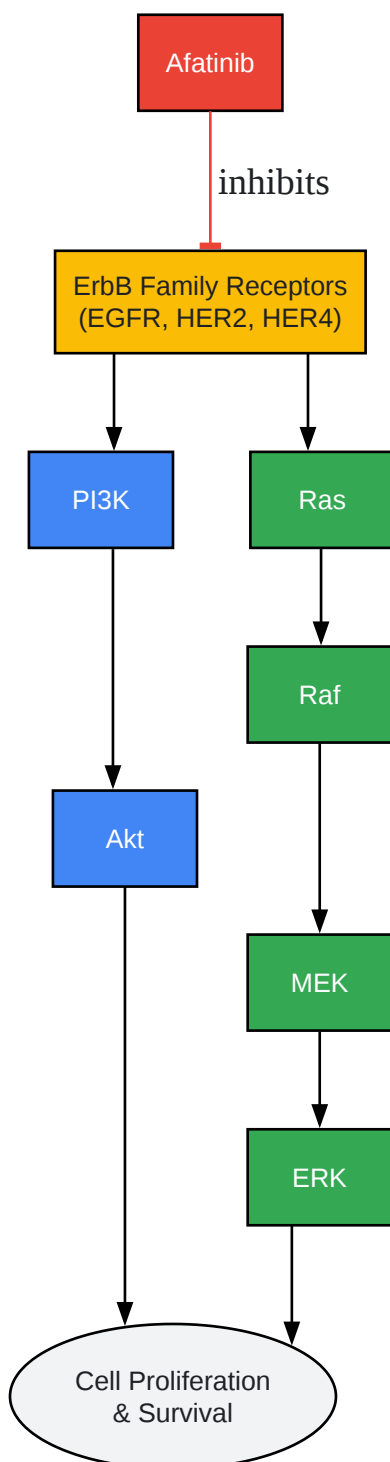 Afatinib
inhibits
ErbB Family Receptors
(EGFR, HER2, HER4)
PI3K
Ras
Raf
Akt
MEK
ERK
Cell Proliferation
& Survival